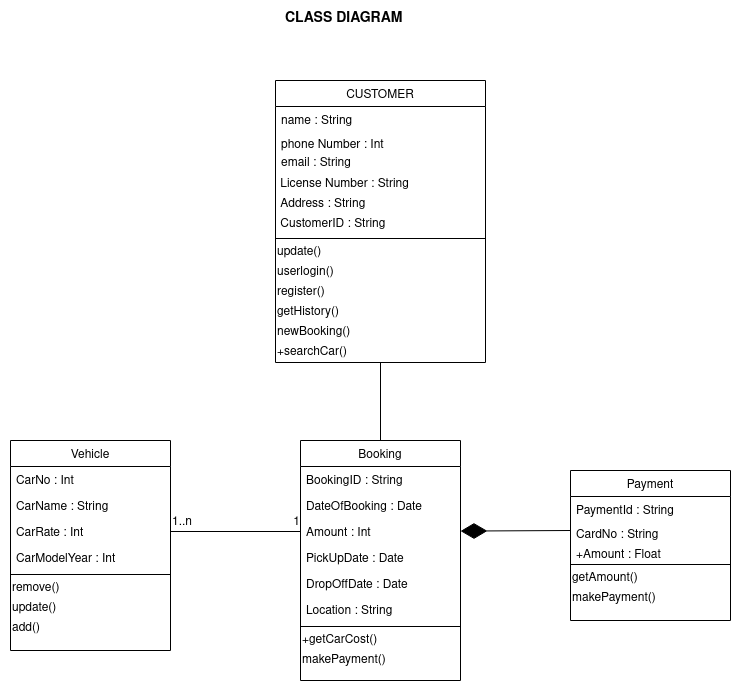 CLASS DIAGRAM
CUSTOMER
name : String
phone Number : Int
email : String
License Number : String
Address : String
CustomerID : String
update()
userlogin()
register()
getHistory()
newBooking()
+searchCar()
Vehicle
CarNo : Int
CarName : String
CarRate : Int
CarModelYear : Int
remove()
update()
add()
1..n
1
Booking
BookingID : String
DateOfBooking : Date
Amount : Int
PickUpDate : Date
DropOffDate : Date
Location : String
+getCarCost()
makePayment()
Payment
PaymentId : String
CardNo : String
+Amount : Float
getAmount()
makePayment()